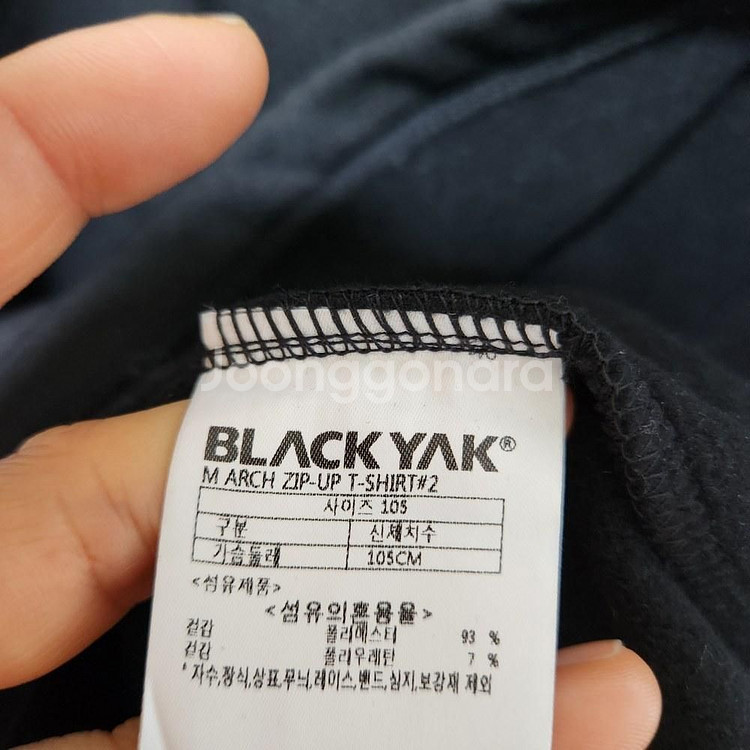 Joonggonara
BLACKYAK®
M ARCH ZIP-UP T-SHIRT#2
사이즈 105
구분 신체치수
가슴둘레 105CM
<섬유제품>
<섬유의혼용율>
겉감 폴리에스터 93 %
겉감 폴리우레탄 7 %
*자수,장식,상표,무늬,레이스,밴드,심지,보강재 제외